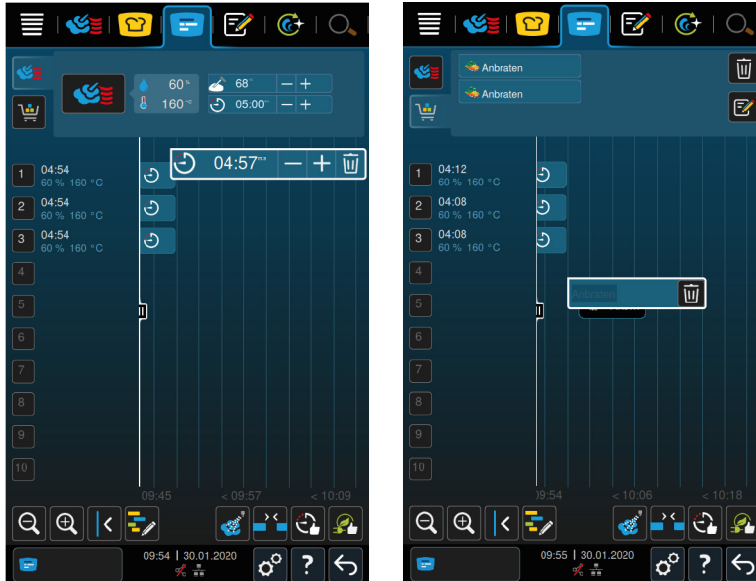 60 %
160 °C
68
05:00
04:57
1 04:54
60 % 160 °C
2 04:54
60 % 160 °C
3 04:54
60 % 160 °C
4
5
6
7
8
9
10
09:45 < 09:57 < 10:09
09:54 | 30.01.2020
?
Anbraten
Anbraten
1 04:12
60 % 160 °C
2 04:08
60 % 160 °C
3 04:08
60 % 160 °C
4
Anbraten
5
6
7
8
9
10
09:54 < 10:06 < 10:18
09:55 | 30.01.2020
?